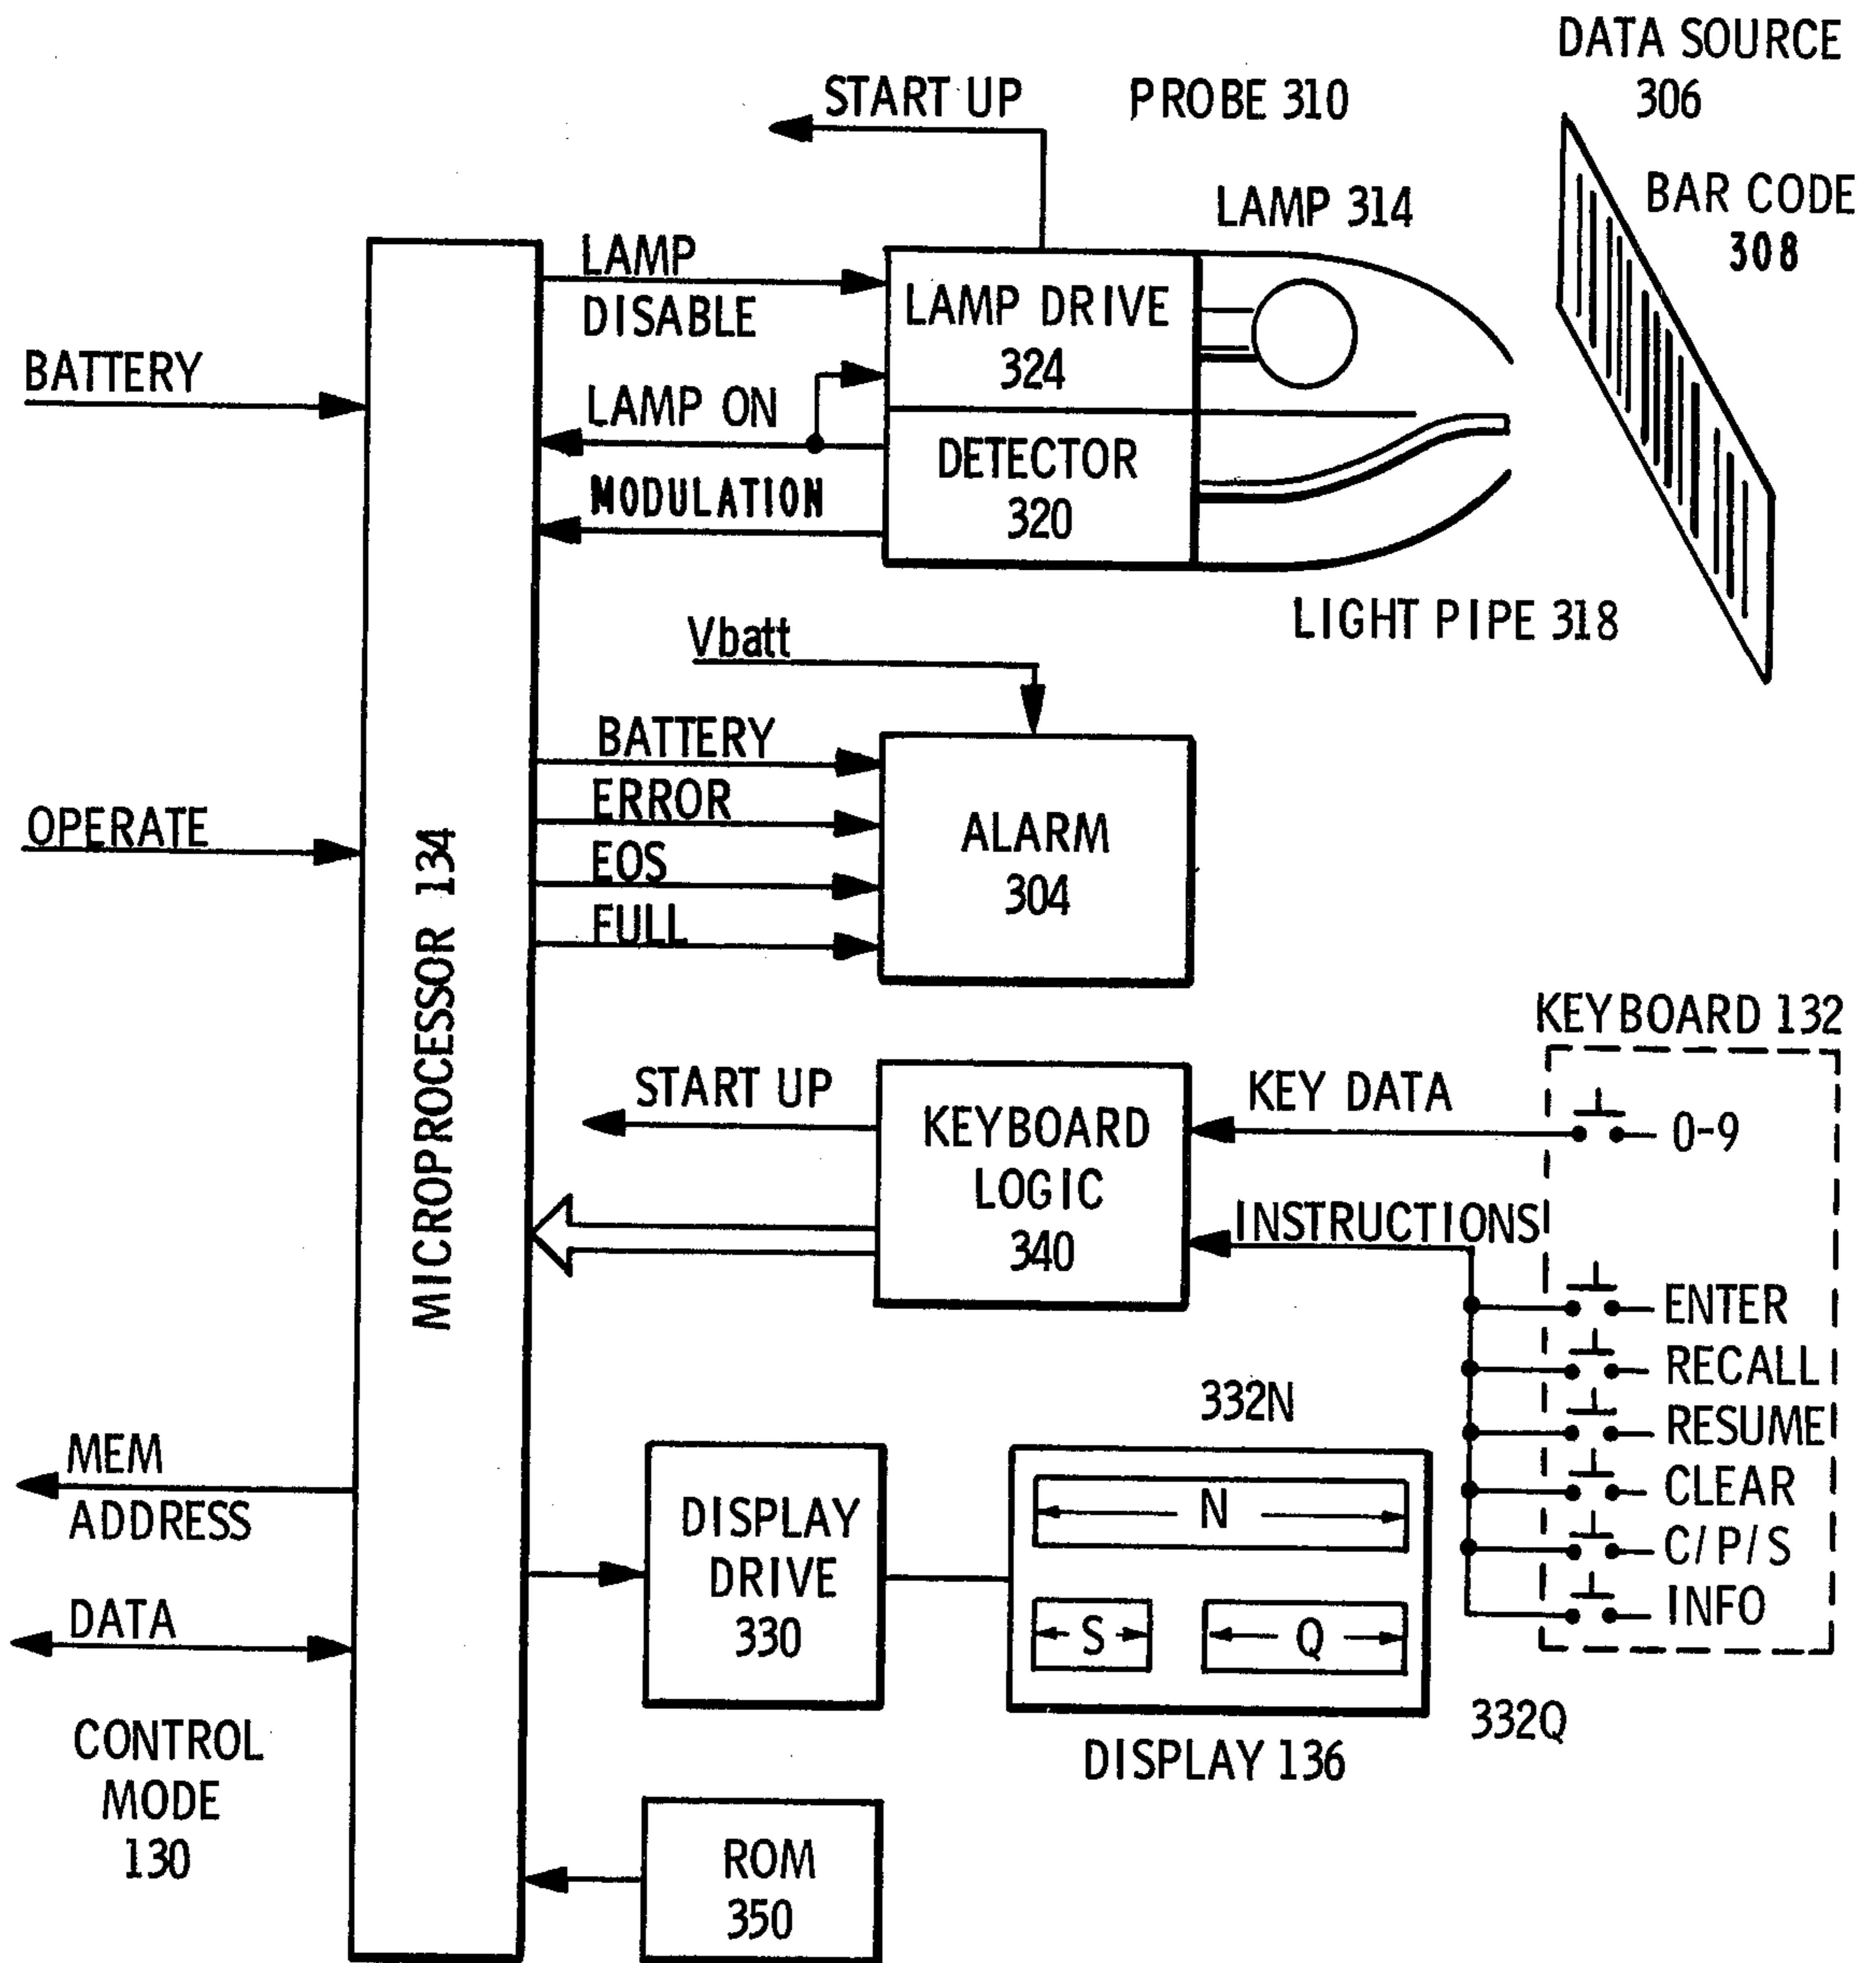 DATA SOURCE
306
START UP
PROBE 310
BAR CODE
308
LAMP 314
LAMP
DISABLE
LAMP DRIVE
324
BATTERY
LAMP ON
DETECTOR
320
MODULATION
LIGHT PIPE 318
Vbatt
BATTERY
ERROR
EOS
FULL
ALARM
304
OPERATE
MICROPROCESSOR 134
KEYBOARD 132
START UP
KEYBOARD
LOGIC
340
KEY DATA
0-9
INSTRUCTIONS
ENTER
RECALL
RESUME
CLEAR
C/P/S
INFO
332N
MEM
ADDRESS
DISPLAY
DRIVE
330
N
S
Q
DATA
332Q
DISPLAY 136
CONTROL
MODE
130
ROM
350